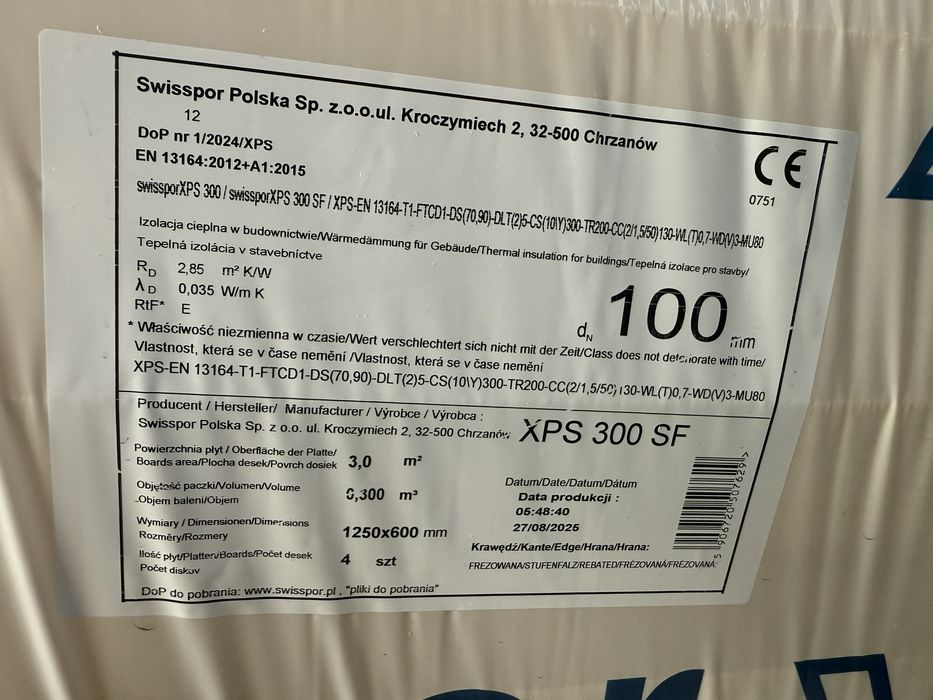 Swisspor Polska Sp. z.o.o.ul. Kroczymiech 2, 32-500 Chrzanów
12
DoP nr 1/2024/XPS
EN 13164:2012+A1:2015
CE
0751
swissporXPS 300 / swissporXPS 300 SF / XPS-EN 13164-T1-FTCD1-DS(70,90)-DLT(2)5-CS(10\Y)300-TR200-CC(2/1,5/50)130-WL(T)0,7-WD(V)3-MU80
Izolacja cieplna w budownictwie/Wärmedämmung für Gebäude/Thermal insulation for buildings/Tepelná izolace pro stavby/
Tepelná izolácia v stavebníctve
RD 2,85 m² K/W
λD 0,035 W/m K
RtF* E
dN 100 mm
* Właściwość niezmienna w czasie/Wert verschlechtert sich nicht mit der Zeit/Class does not deteriorate with time/
Vlastnost, která se v čase nemění /Vlastnost, která se v čase nemění
XPS-EN 13164-T1-FTCD1-DS(70,90)-DLT(2)5-CS(10\Y)300-TR200-CC(2/1,5/50)130-WL(T)0,7-WD(V)3-MU80
Producent / Hersteller/ Manufacturer / Výrobce / Výrobca :
Swisspor Polska Sp. z o.o. ul. Kroczymiech 2, 32-500 Chrzanów
XPS 300 SF
Powierzchnia płyt / Oberfläche der Platte/
Boards area/Plocha desek/Povrch dosiek
3,0 m²
Objętość paczki/Volumen/Volume
Objem balení/Objem
0,300 m³
Wymiary / Dimensionen/Dimensions
Rozměry/Rozmery
1250x600 mm
Ilość płyt/Platten/Boards/Počet desek
Počet diskov
4 szt
Datum/Date/Datum/Dátum
Data produkcji :
05:48:40
27/08/2025
Krawędź/Kante/Edge/Hrana/Hrana:
FREZOWANA/STUFENFALZ/REBATED/FRÉZOVANÁ/FRÉZOVANÁ
5906720507629>
DoP do pobrania: www.swisspor.pl , "pliki do pobrania"